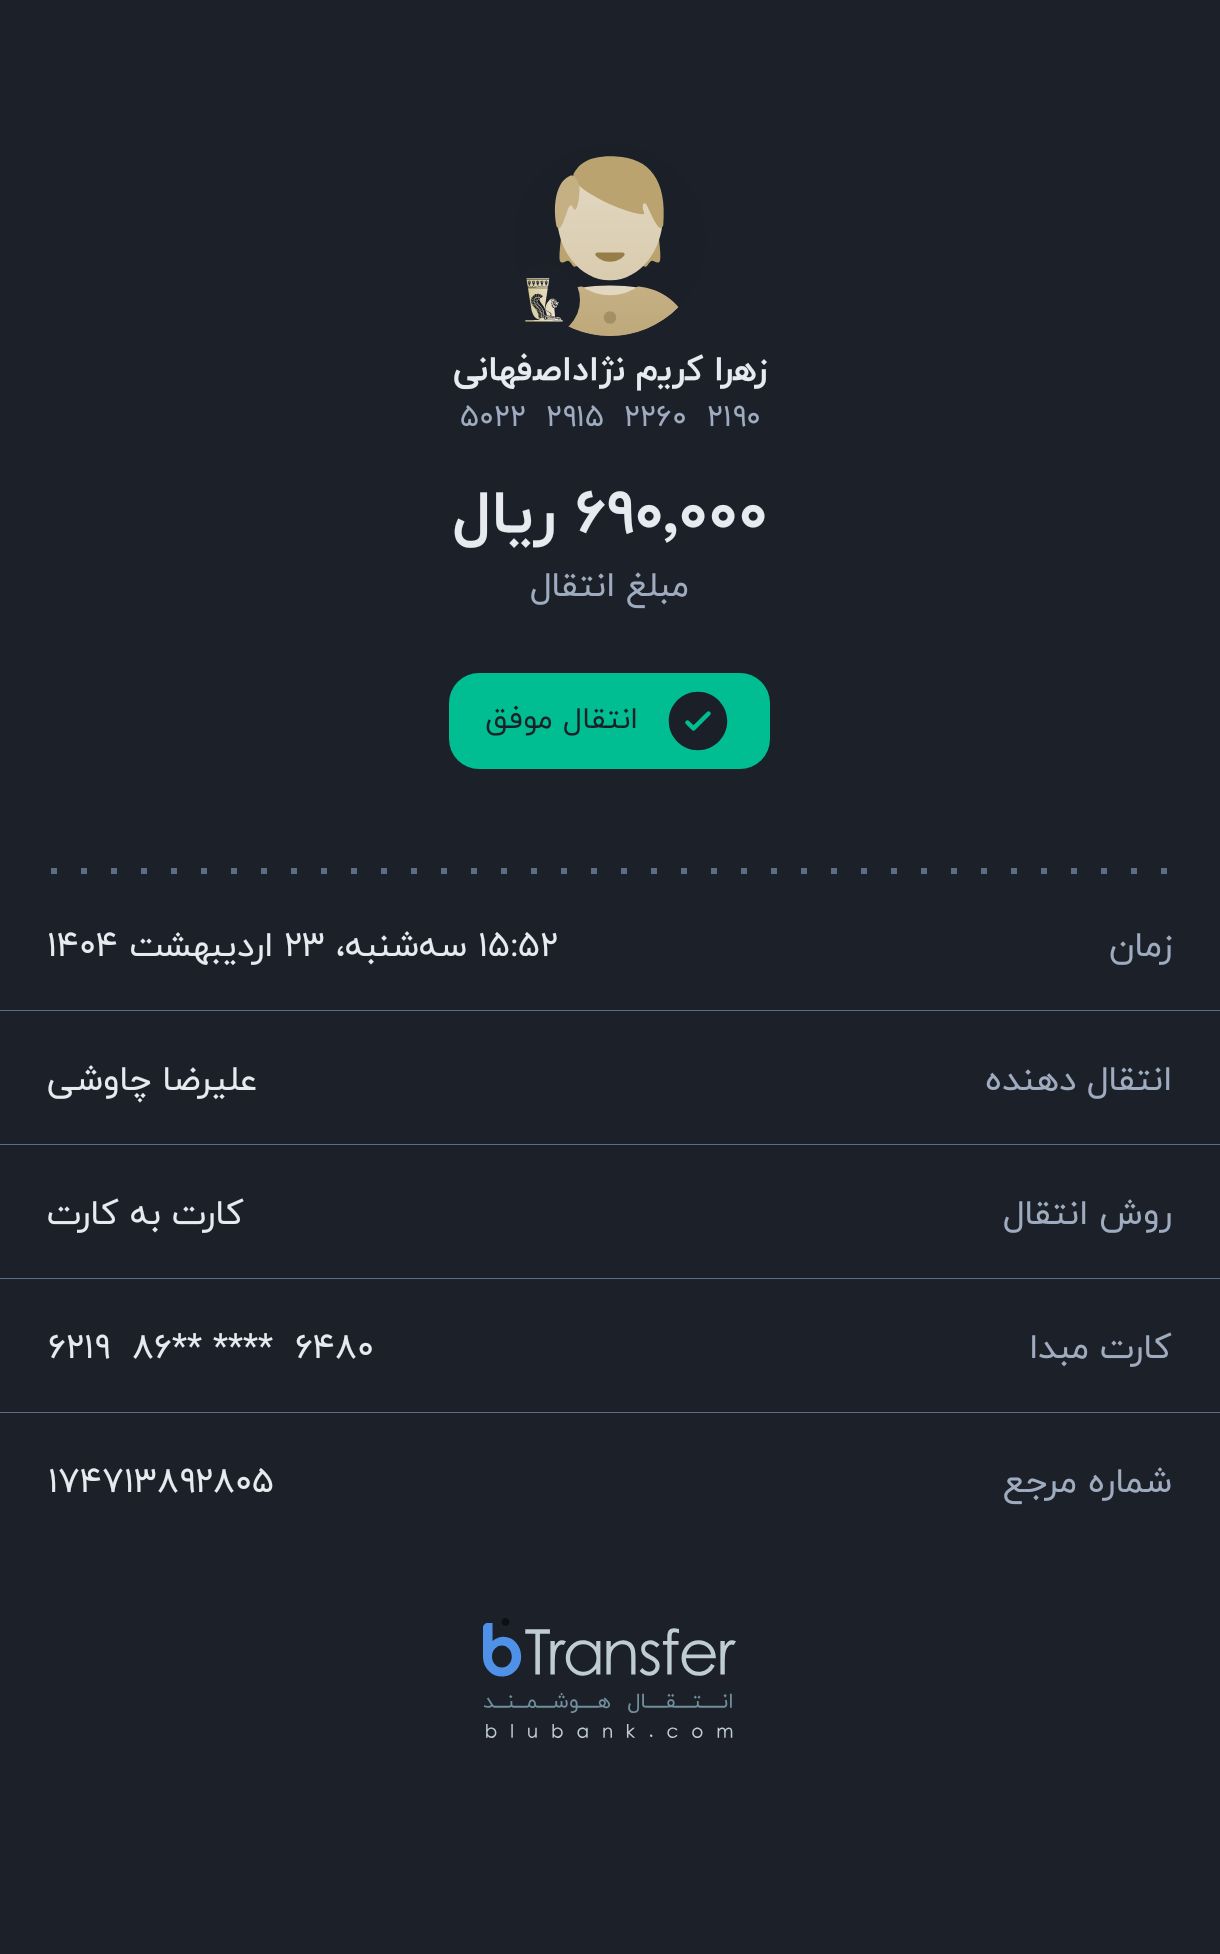 زهرا کریم نژاداصفهانی
۵۰۲۲ ۲۹۱۵ ۲۲۶۰ ۲۱۹۰
۶۹۰,۰۰۰ ریال
مبلغ انتقال
انتقال موفق
زمان ۱۵:۵۲ سه‌شنبه، ۲۳ اردیبهشت ۱۴۰۴
انتقال دهنده علیرضا چاوشی
روش انتقال کارت به کارت
کارت مبدا ۶۲۱۹ ۸۶** **** ۶۴۸۰
شماره مرجع ۱۷۴۷۱۳۸۹۲۸۰۵
bTransfer
انـتـقـال هـوشـمـنـد
blubank.com